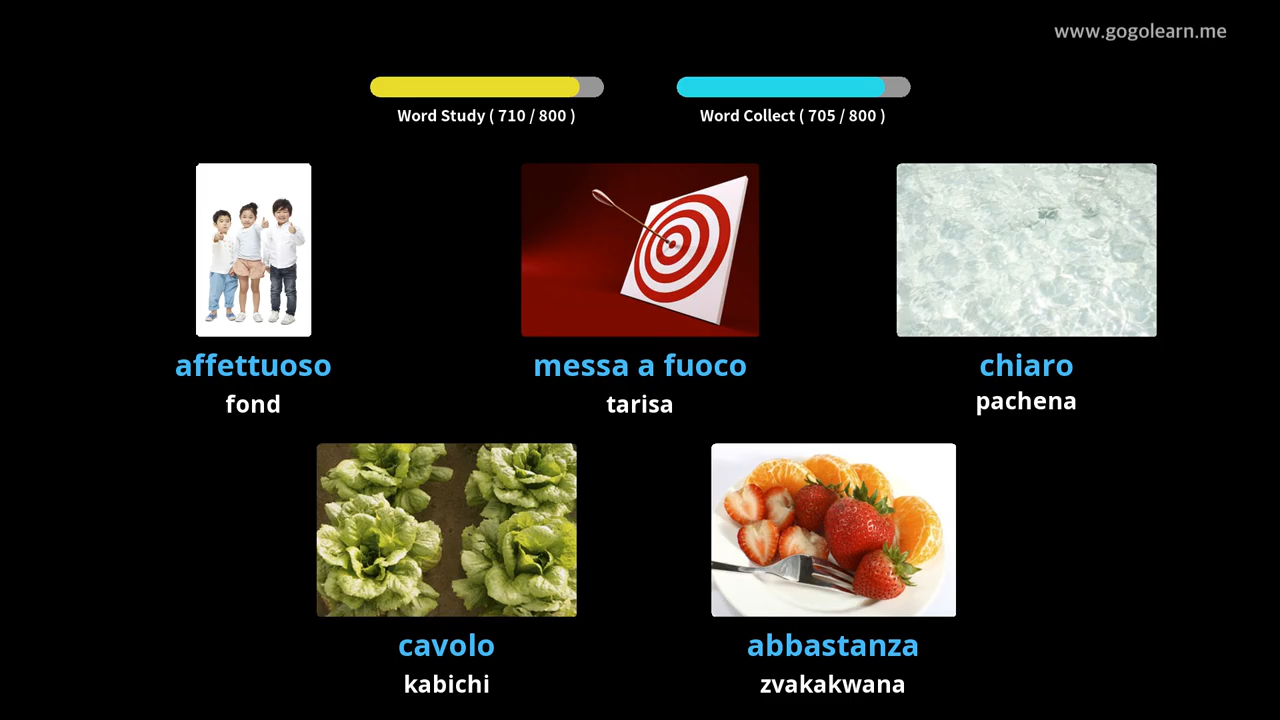 www.gogolearn.me
Word Study ( 710 / 800 )
Word Collect ( 705 / 800 )
affettuoso
fond
messa a fuoco
tarisa
chiaro
pachena
cavolo
kabichi
abbastanza
zvakakwana